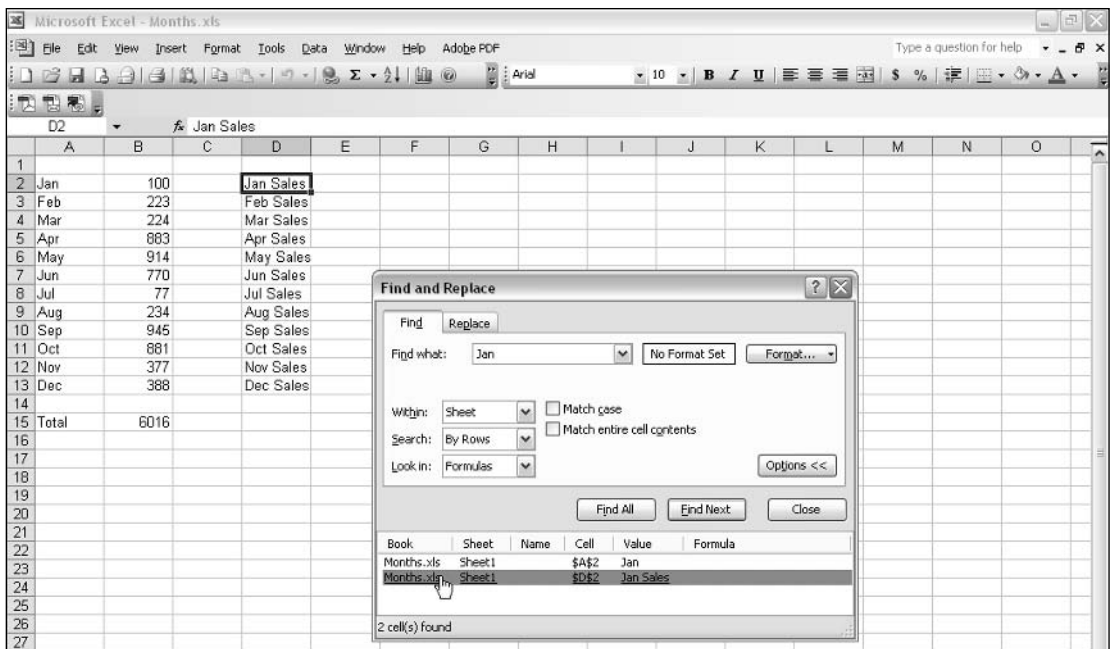 Microsoft Excel - Months.xls
File Edit View Insert Format Tools Data Window Help Adobe PDF Type a question for help
Arial 10 B I U $ %
D2 fx Jan Sales
A B C D E F G H I J K L M N O
1
2 Jan 100 Jan Sales
3 Feb 223 Feb Sales
4 Mar 224 Mar Sales
5 Apr 883 Apr Sales
6 May 914 May Sales
7 Jun 770 Jun Sales
8 Jul 77 Jul Sales
9 Aug 234 Aug Sales
10 Sep 945 Sep Sales
11 Oct 881 Oct Sales
12 Nov 377 Nov Sales
13 Dec 388 Dec Sales
14
15 Total 6016
16
17
18
19
20
21
22
23
24
25
26
27
Find and Replace
Find Replace
Find what: Jan No Format Set Format...
Within: Sheet Match case
Match entire cell contents
Search: By Rows
Look in: Formulas Options <<
Find All Find Next Close
Book Sheet Name Cell Value Formula
Months.xls Sheet1 $A$2 Jan
Months.xls Sheet1 $D$2 Jan Sales
2 cell(s) found